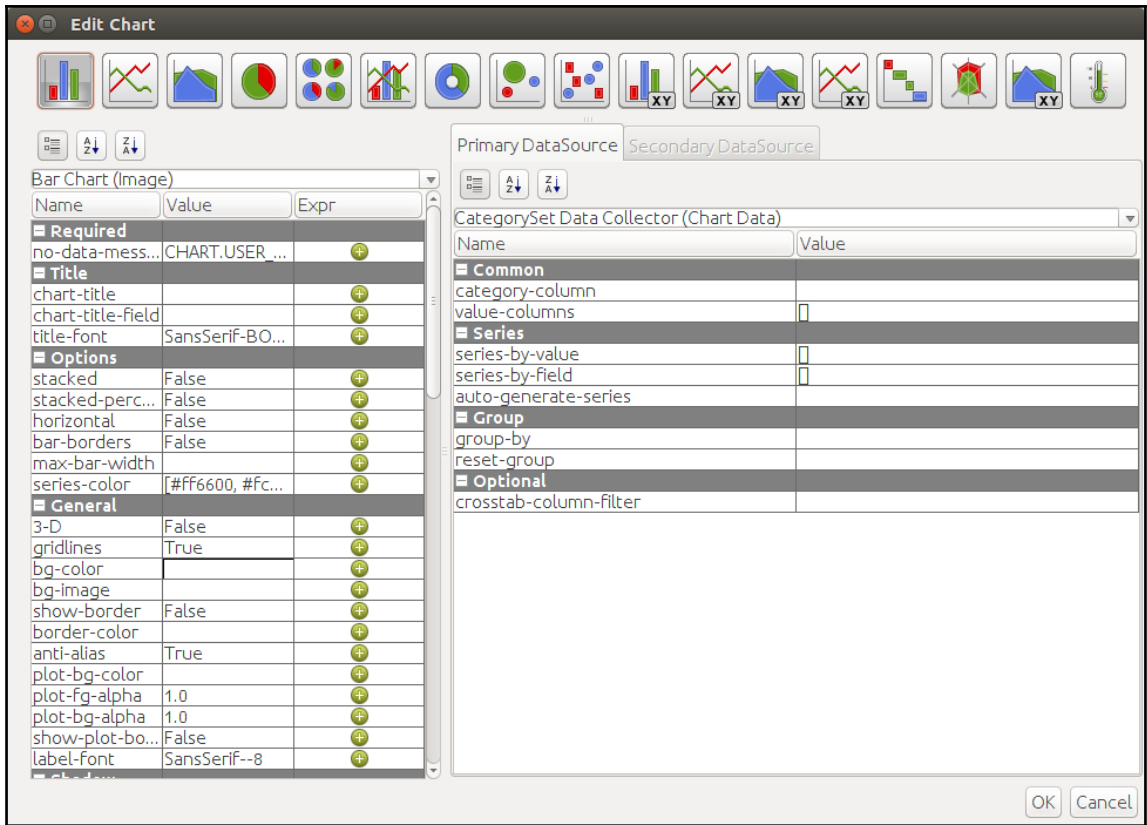 Edit Chart
XY XY XY XY XY
Primary DataSource Secondary DataSource
Bar Chart (Image)
Name Value Expr
Required
no-data-mess... CHART.USER_...
Title
chart-title
chart-title-field
title-font SansSerif-BO...
Options
stacked False
stacked-perc... False
horizontal False
bar-borders False
max-bar-width
series-color [#ff6600, #fc...
General
3-D False
gridlines True
bg-color
bg-image
show-border False
border-color
anti-alias True
plot-bg-color
plot-fg-alpha 1.0
plot-bg-alpha 1.0
show-plot-bo... False
label-font SansSerif--8
Shadow
CategorySet Data Collector (Chart Data)
Name Value
Common
category-column
value-columns []
Series
series-by-value []
series-by-field []
auto-generate-series
Group
group-by
reset-group
Optional
crosstab-column-filter
OK Cancel